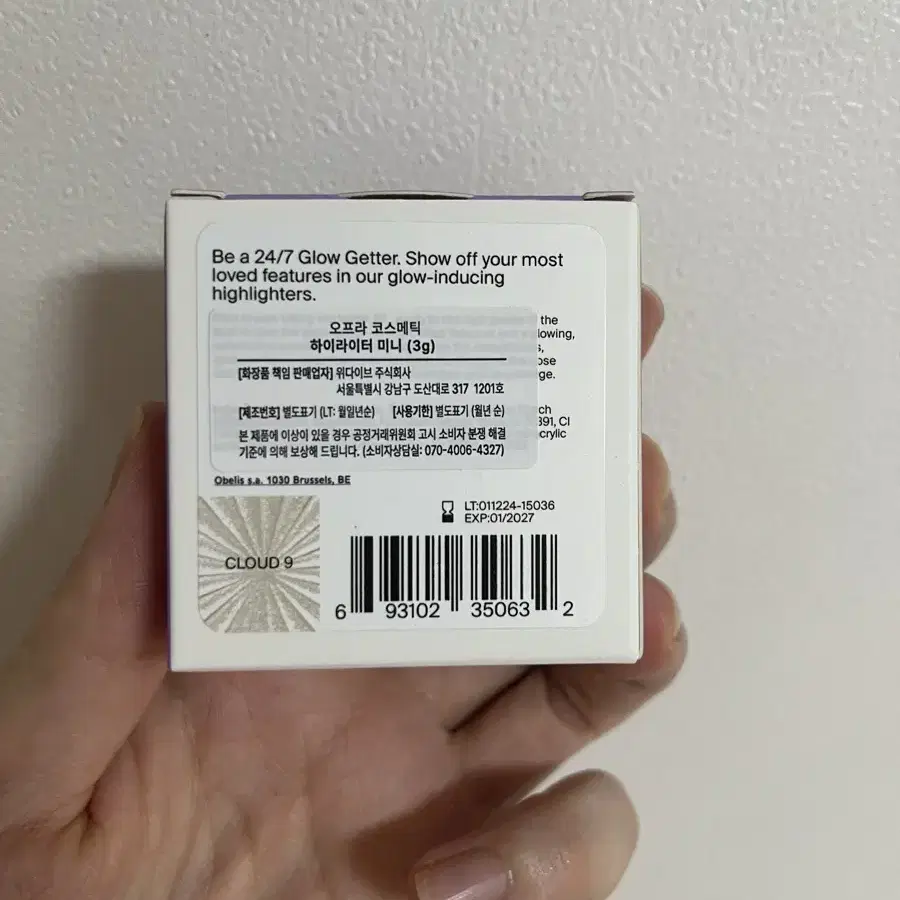 Be a 24/7 Glow Getter. Show off your most
loved features in our glow-inducing
highlighters.
the
lowing,
오프라 코스메틱
하이라이터 미니 (3g)
[화장품 책임 판매업자] 위다이브 주식회사
서울특별시 강남구 도산대로 317 1201호
[제조번호] 별도표기 (LT: 월일년순) [사용기한] 별도표기 (월년 순)
본 제품에 이상이 있을 경우 공정거래위원회 고시 소비자 분쟁 해결
기준에 의해 보상해 드립니다. (소비자상담실: 070-4006-4327)
s,
ose
ge.
ch
391, CI
acrylic
Obelis s.a. 1030 Brussels, BE
LT:011224-15036
EXP:01/2027
CLOUD 9
6 93102 35063 2